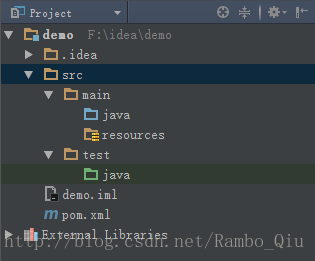 Project
demo F:\idea\demo
.idea
src
main
java
resources
test
java
demo.iml
pom.xml
External Libraries
http://blog.csdn.net/Rambo_Qiu